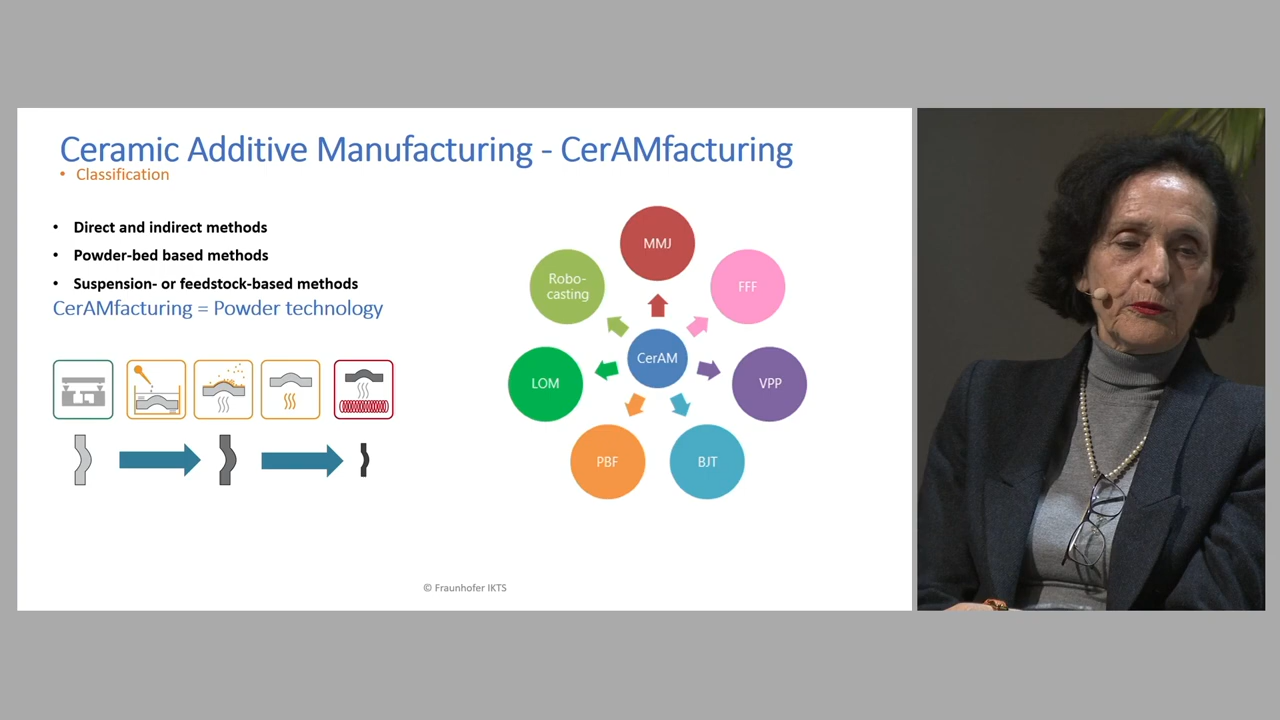 Ceramic Additive Manufacturing - CerAMfacturing
• Classification
• Direct and indirect methods
• Powder-bed based methods
• Suspension- or feedstock-based methods
CerAMfacturing = Powder technology
MMJ
Robo-
casting
FFF
CerAM
LOM
VPP
PBF
BJT
© Fraunhofer IKTS